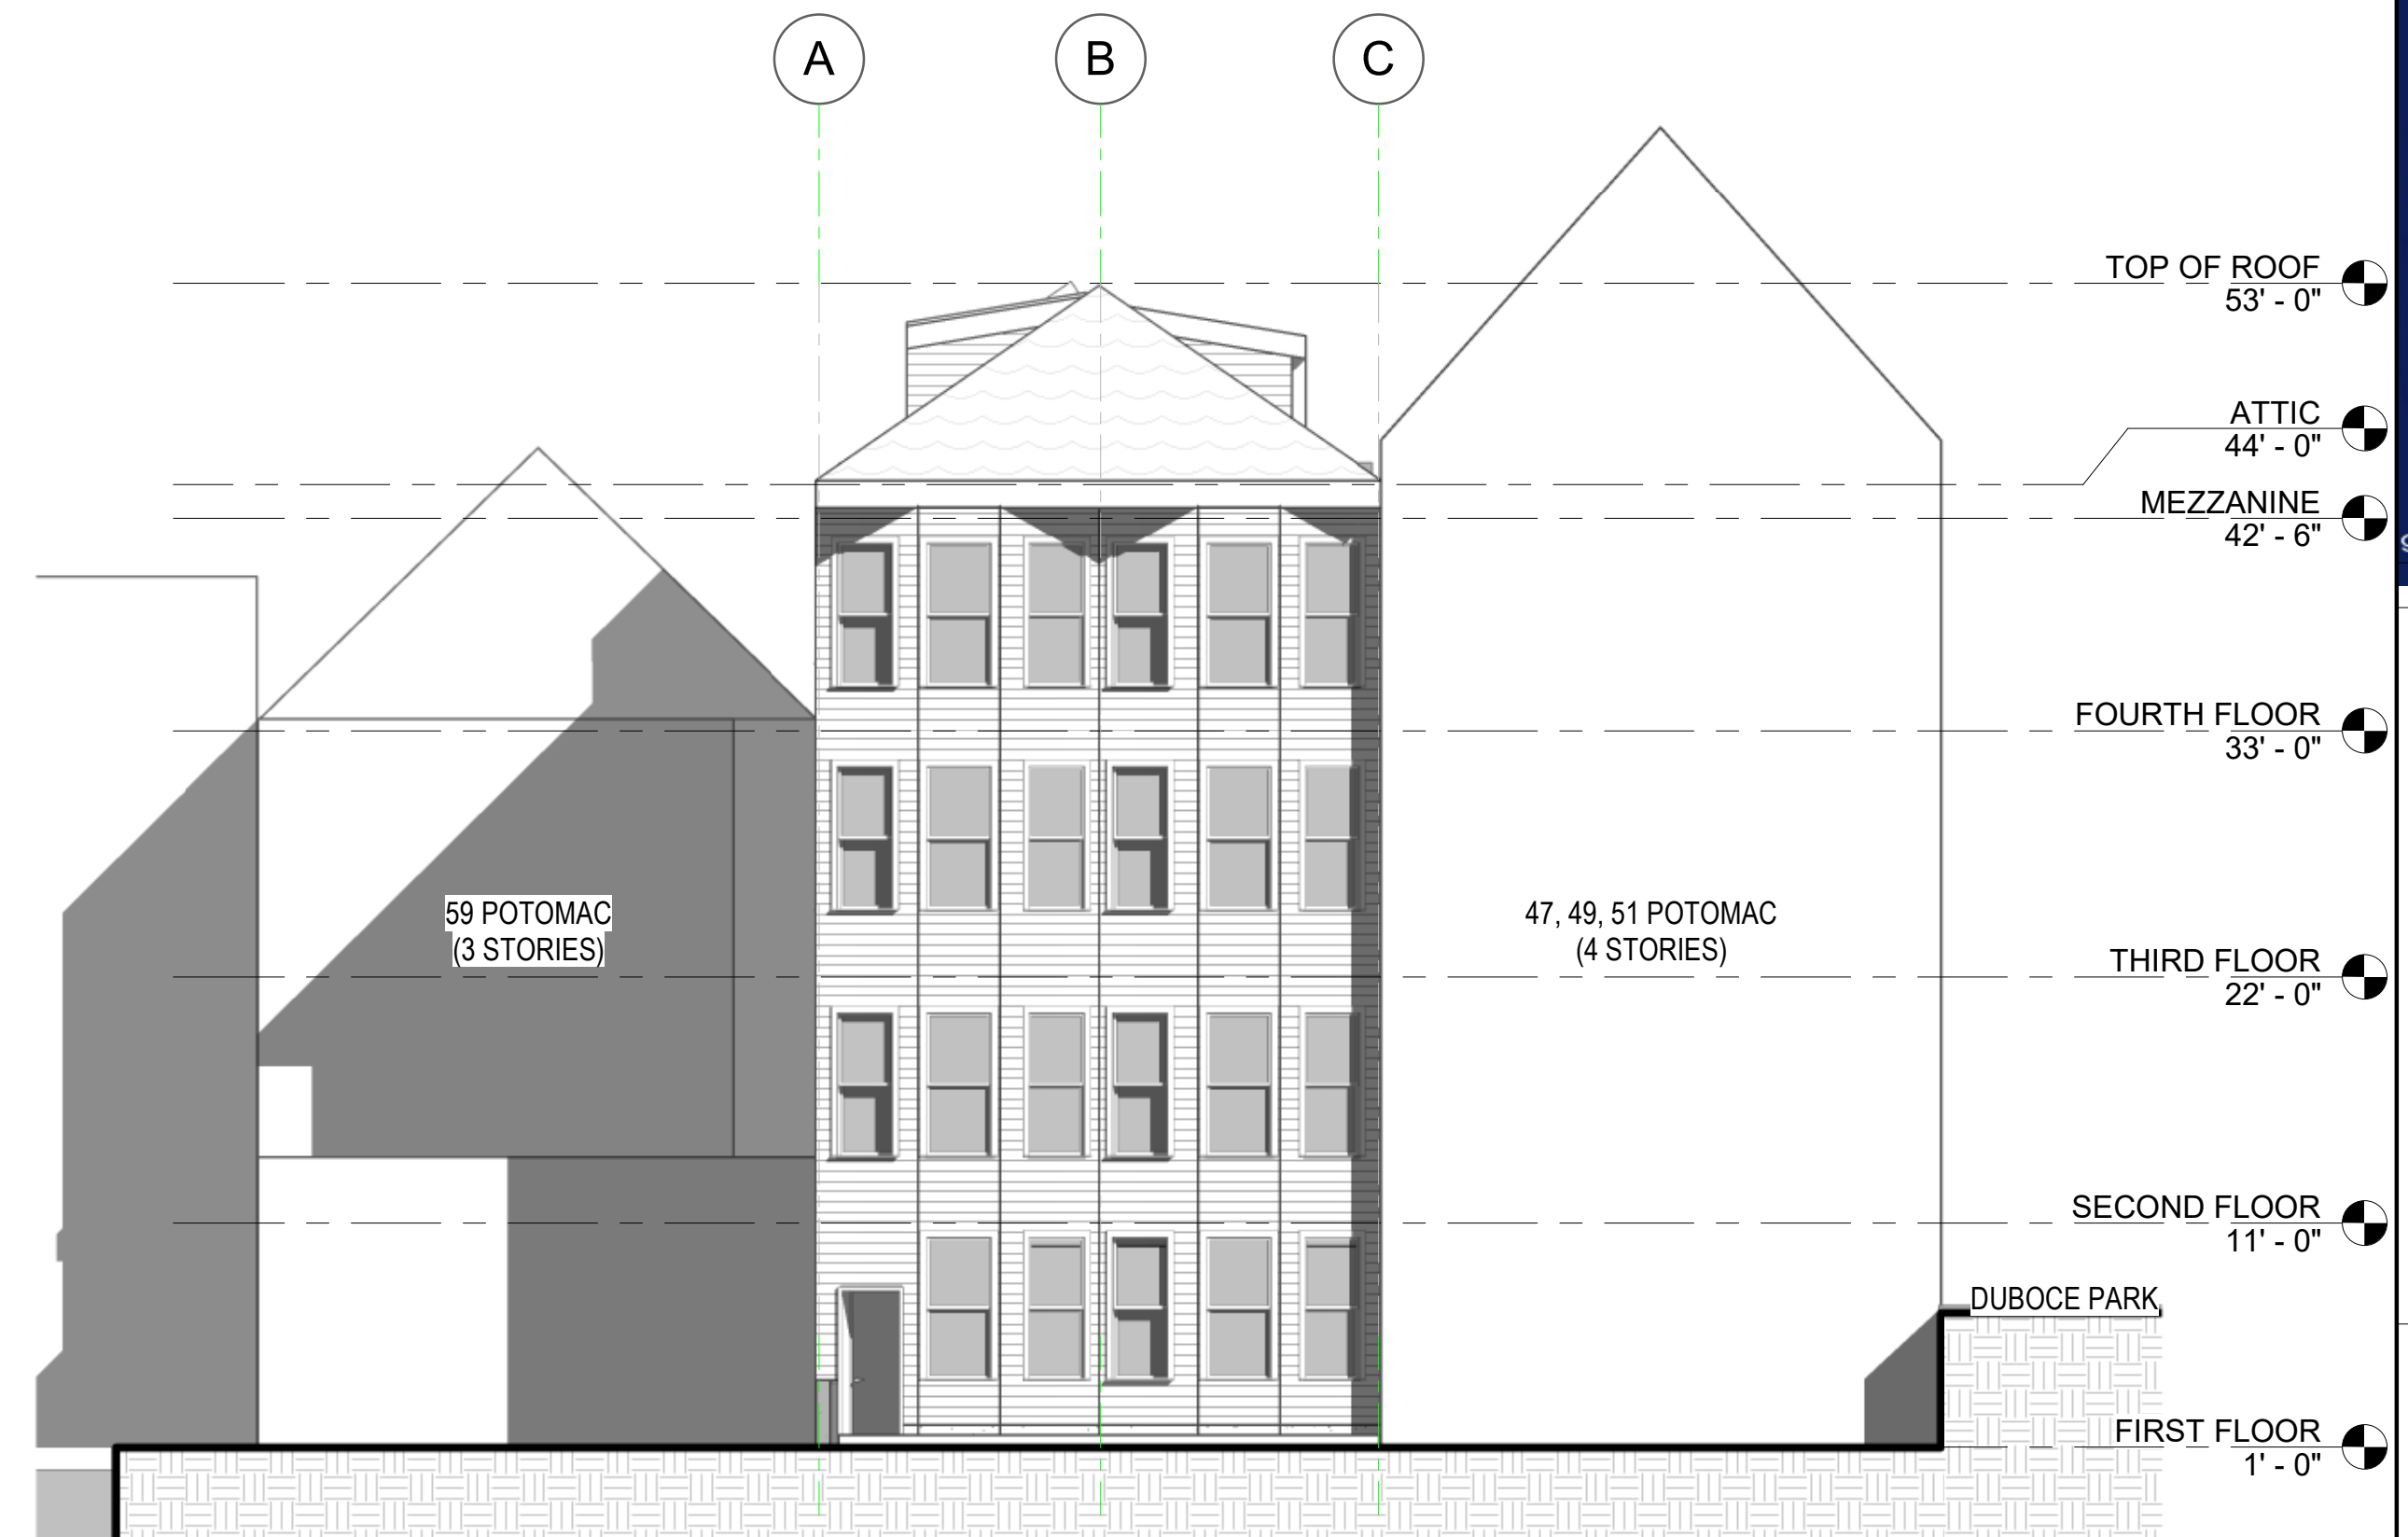 A
B
C
TOP OF ROOF
53' - 0"
ATTIC
44' - 0"
MEZZANINE
42' - 6"
FOURTH FLOOR
33' - 0"
59 POTOMAC
(3 STORIES)
47, 49, 51 POTOMAC
(4 STORIES)
THIRD FLOOR
22' - 0"
SECOND FLOOR
11' - 0"
DUBOCE PARK
FIRST FLOOR
1' - 0"